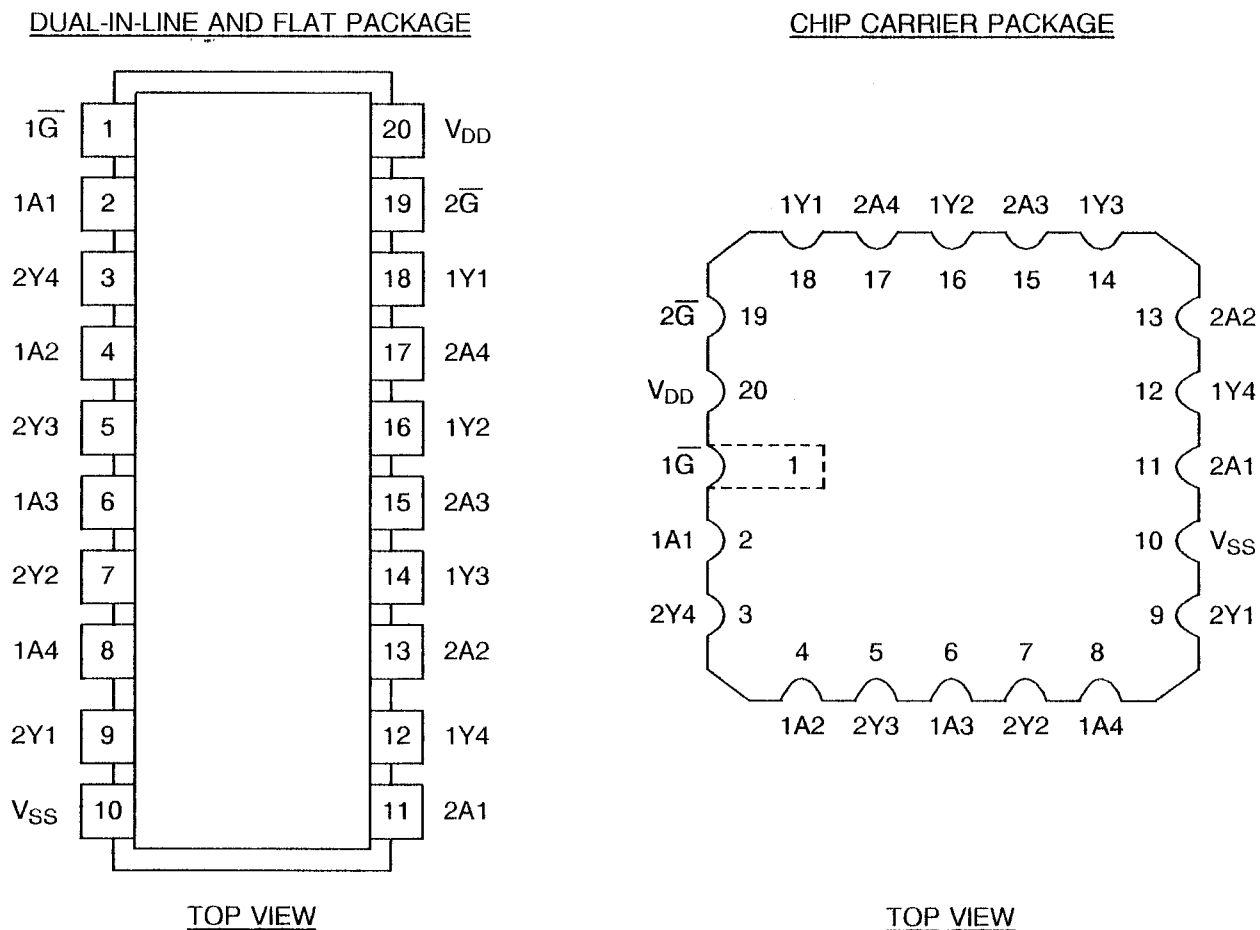 DUAL-IN-LINE AND FLAT PACKAGE
1G̅ 1 20 VDD
1A1 2 19 2G̅
2Y4 3 18 1Y1
1A2 4 17 2A4
2Y3 5 16 1Y2
1A3 6 15 2A3
2Y2 7 14 1Y3
1A4 8 13 2A2
2Y1 9 12 1Y4
VSS 10 11 2A1
TOP VIEW
CHIP CARRIER PACKAGE
1Y1 2A4 1Y2 2A3 1Y3
18 17 16 15 14
2G̅ 19 13 2A2
VDD 20 12 1Y4
1G̅ 1 11 2A1
1A1 2 10 VSS
2Y4 3 9 2Y1
4 5 6 7 8
1A2 2Y3 1A3 2Y2 1A4
TOP VIEW